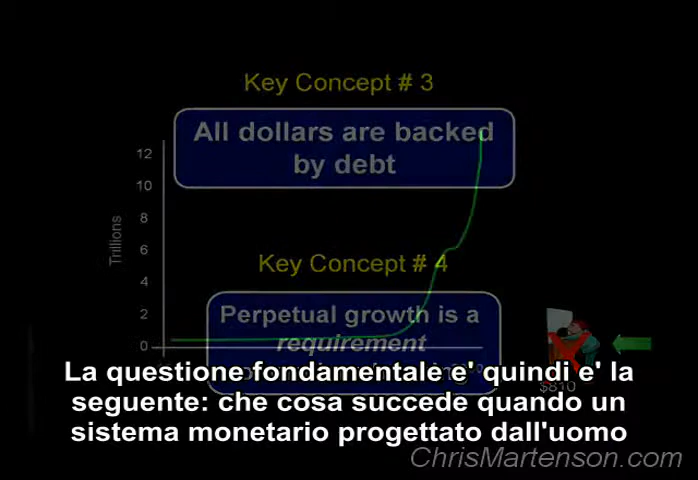 Key Concept # 3
All dollars are backed
by debt
12
10
8
6
4
2
0
Trillions
Key Concept # 4
Perpetual growth is a
requirement
$810
La questione fondamentale e' quindi e' la
seguente: che cosa succede quando un
sistema monetario progettato dall'uomo
ChrisMartenson.com